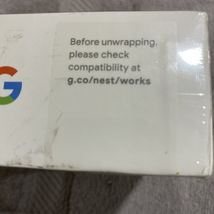 Before unwrapping,
please check
compatibility at
g.co/nest/works
G